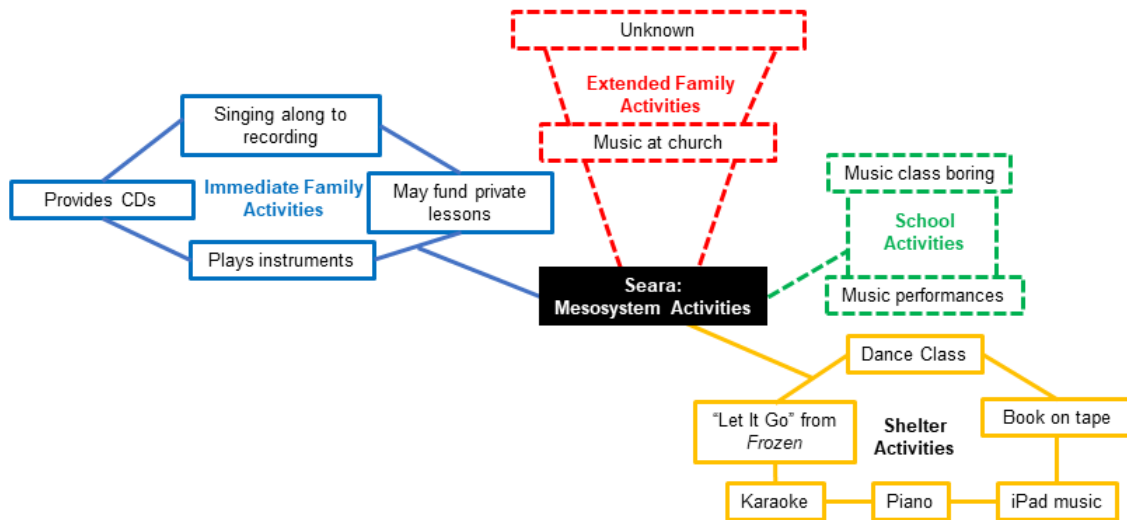 Unknown
Extended Family
Activities
Music at church
Singing along to
recording
Provides CDs
Immediate Family
Activities
May fund private
lessons
Plays instruments
Music class boring
School
Activities
Music performances
Seara:
Mesosystem Activities
Dance Class
“Let It Go” from
Frozen
Shelter
Activities
Book on tape
Karaoke
Piano
iPad music